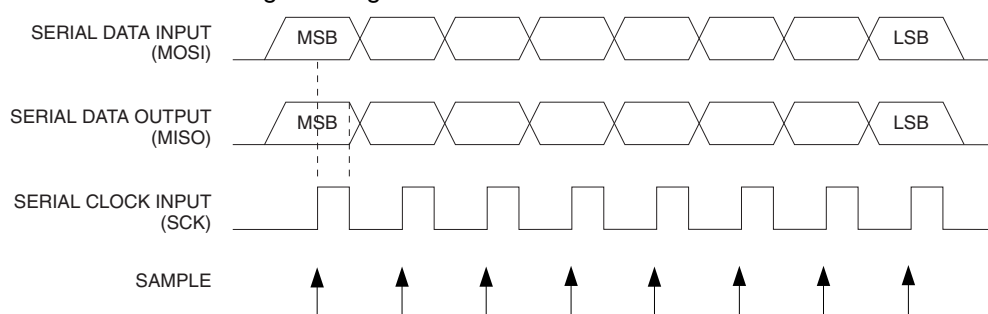 SERIAL DATA INPUT
(MOSI)
MSB
LSB
SERIAL DATA OUTPUT
(MISO)
MSB
LSB
SERIAL CLOCK INPUT
(SCK)
SAMPLE